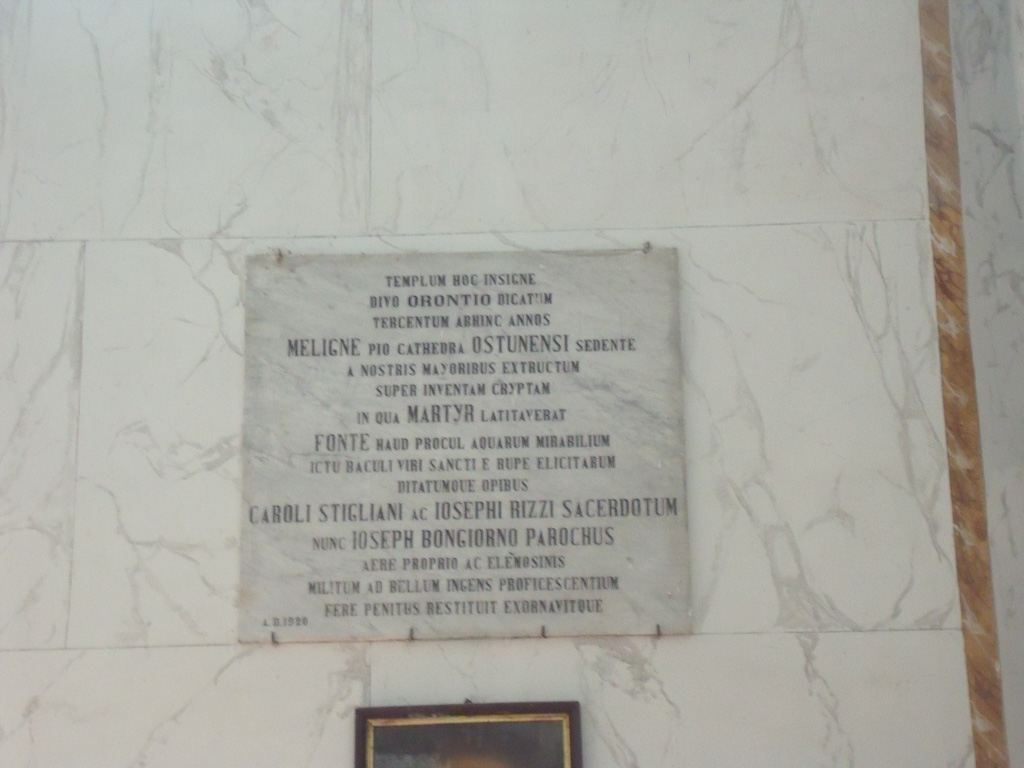 TEMPLUM HOC INSIGNE
DIVO ORONTIO DICATUM
TERCENTUM ABHINC ANNOS
MELIGNE PIO CATHEDRA OSTUNENSI SEDENTE
A NOSTRIS MAYORIBUS EXTRUCTUM
SUPER INVENTAM CRYPTAM
IN QUA MARTYR LATITAVERAT
FONTE HAUD PROCUL AQUARUM MIRABILIUM
ICTU BACULI VIRI SANCTI E RUPE ELICITARUM
DITATUMQUE OPIBUS
CAROLI STIGLIANI AC IOSEPHI RIZZI SACERDOTUM
NUNC IOSEPH BONGIORNO PAROCHUS
AERE PROPRIO AC ELEMOSINIS
MILITUM AD BELLUM INGENS PROFICESCENTIUM
FERE PENITUS RESTITUIT EXORNAVITQUE
A. D. 1920